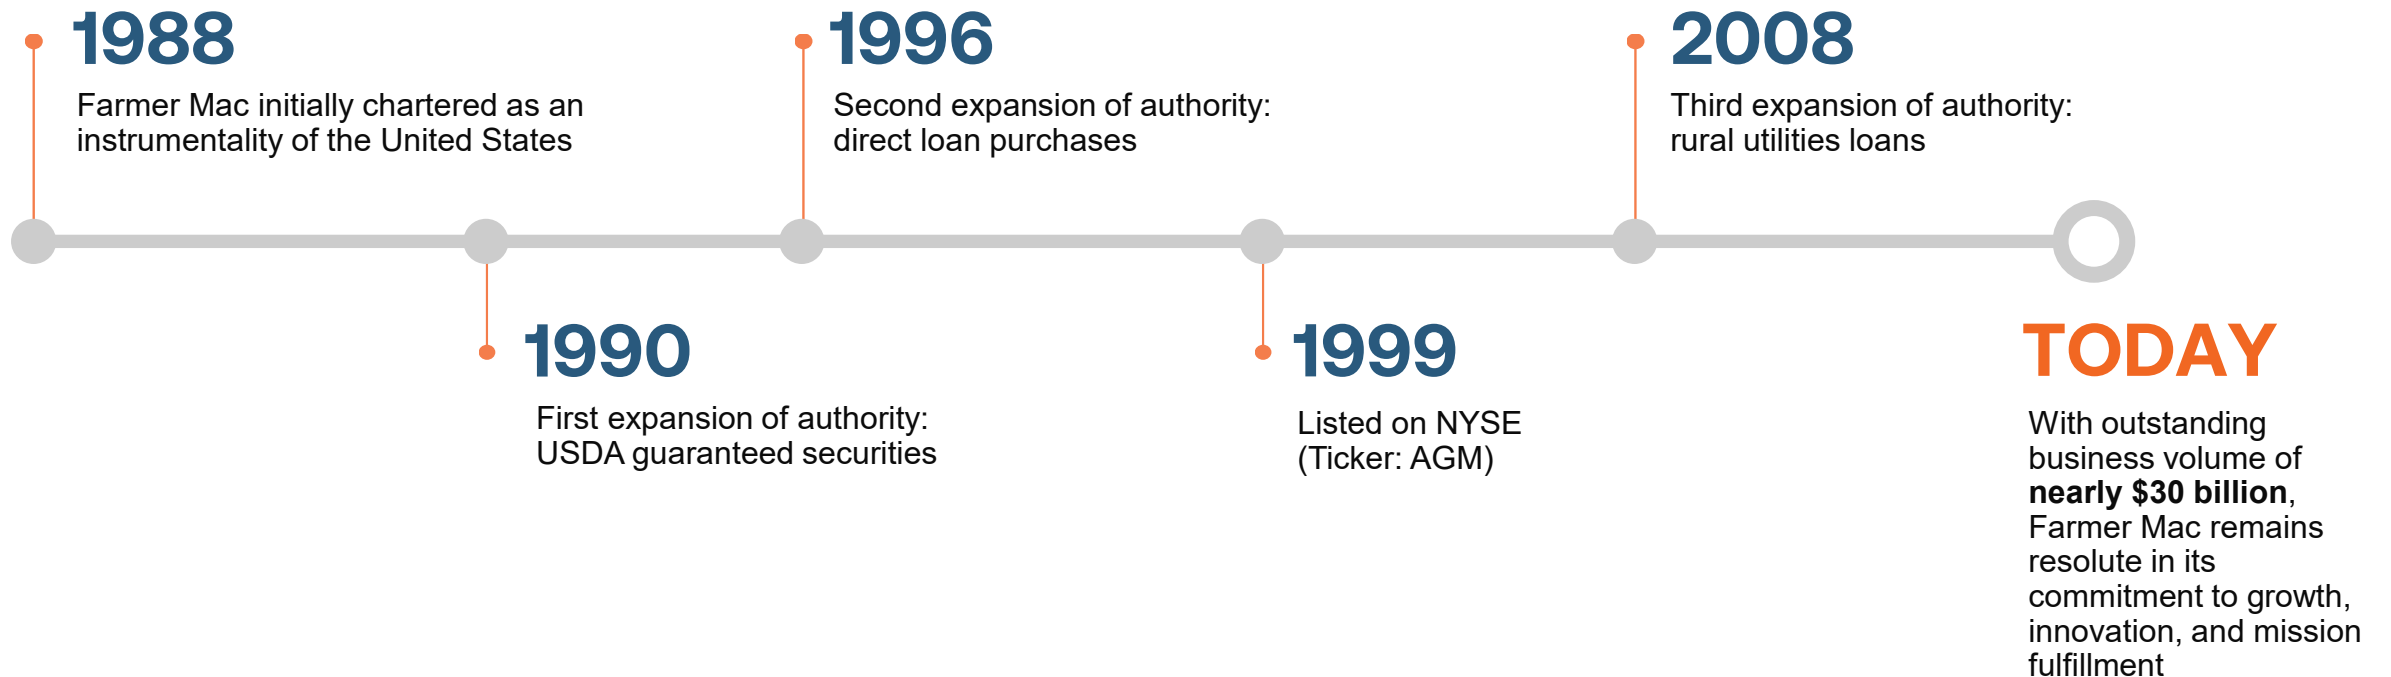 1988
Farmer Mac initially chartered as an
instrumentality of the United States
1990
First expansion of authority:
USDA guaranteed securities
1996
Second expansion of authority:
direct loan purchases
1999
Listed on NYSE
(Ticker: AGM)
2008
Third expansion of authority:
rural utilities loans
TODAY
With outstanding
business volume of
nearly $30 billion,
Farmer Mac remains
resolute in its
commitment to growth,
innovation, and mission
fulfillment